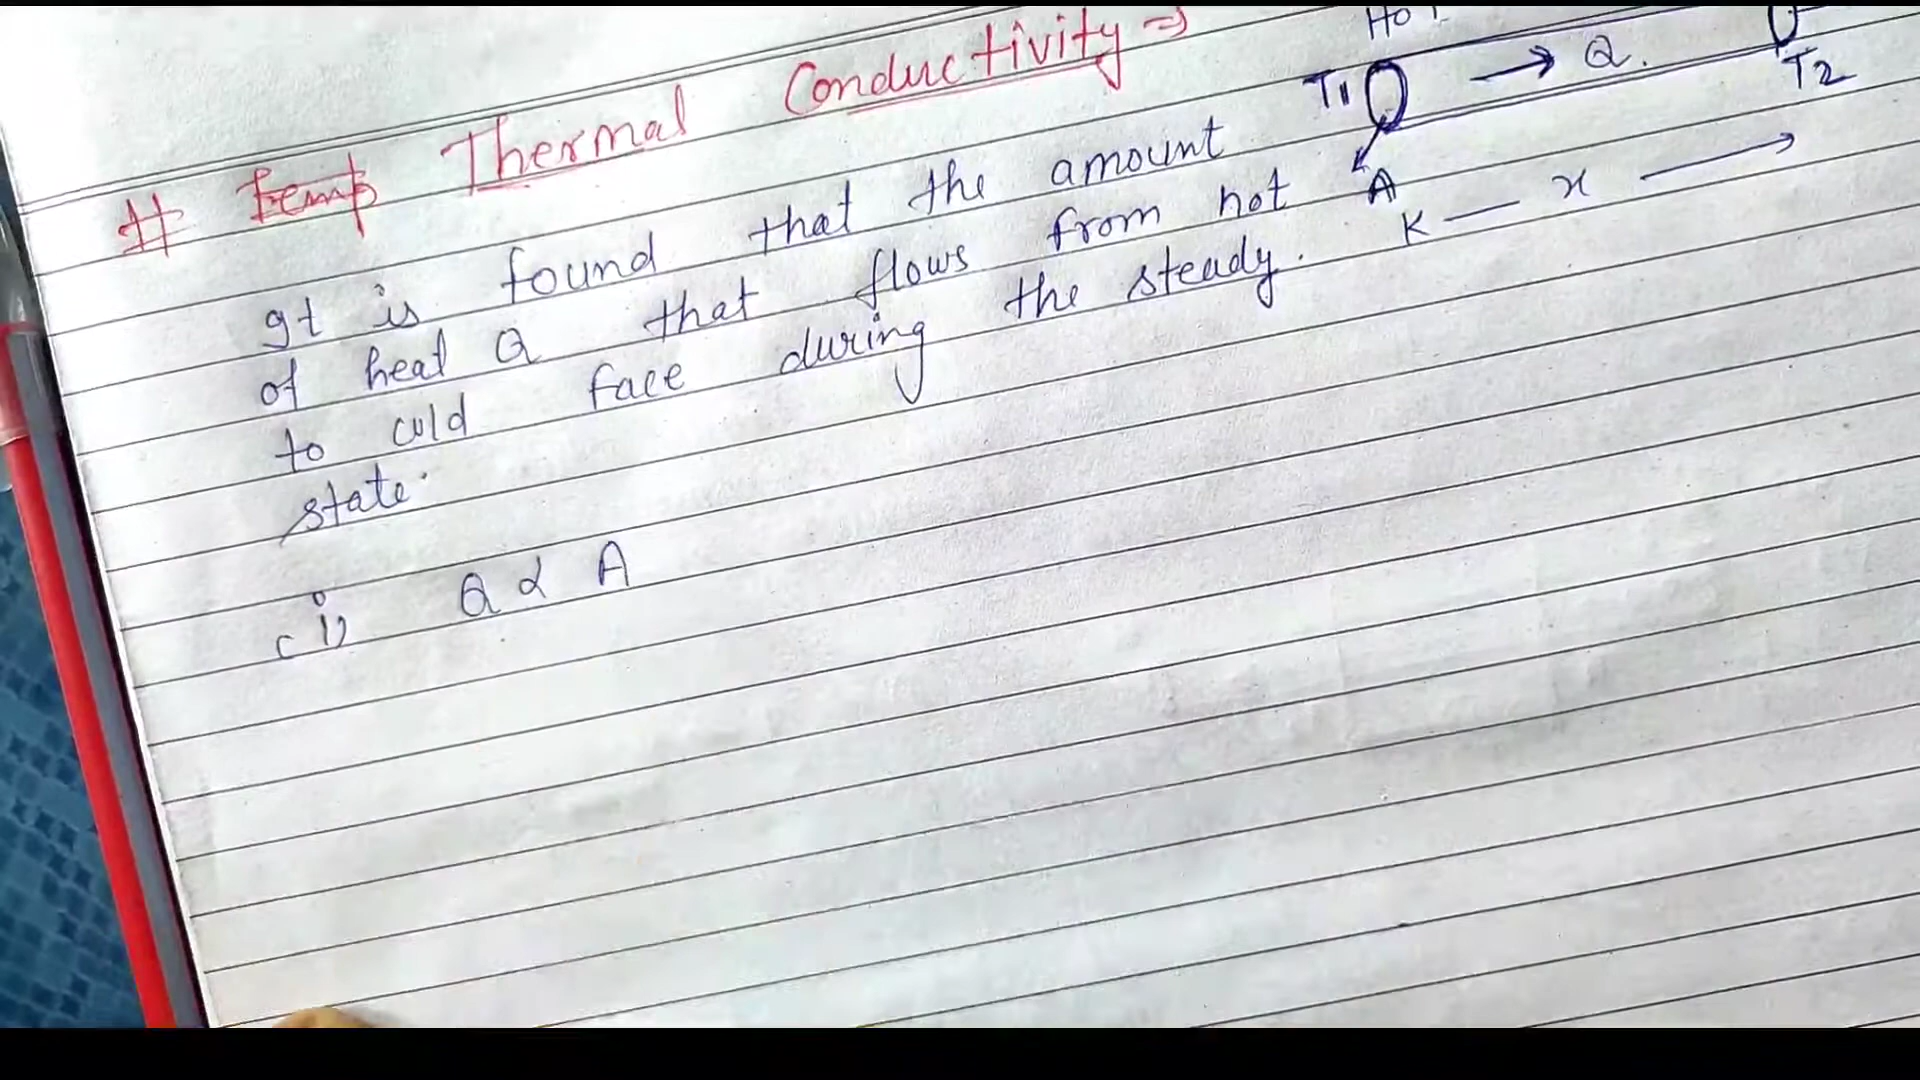 # Temp Thermal Conductivity ⇒
It is found that the amount
of heat Q that flows from hot
to cold face during the steady.
state.
(i) Q α A
Hot
T1 → Q. T2
A
K — x →